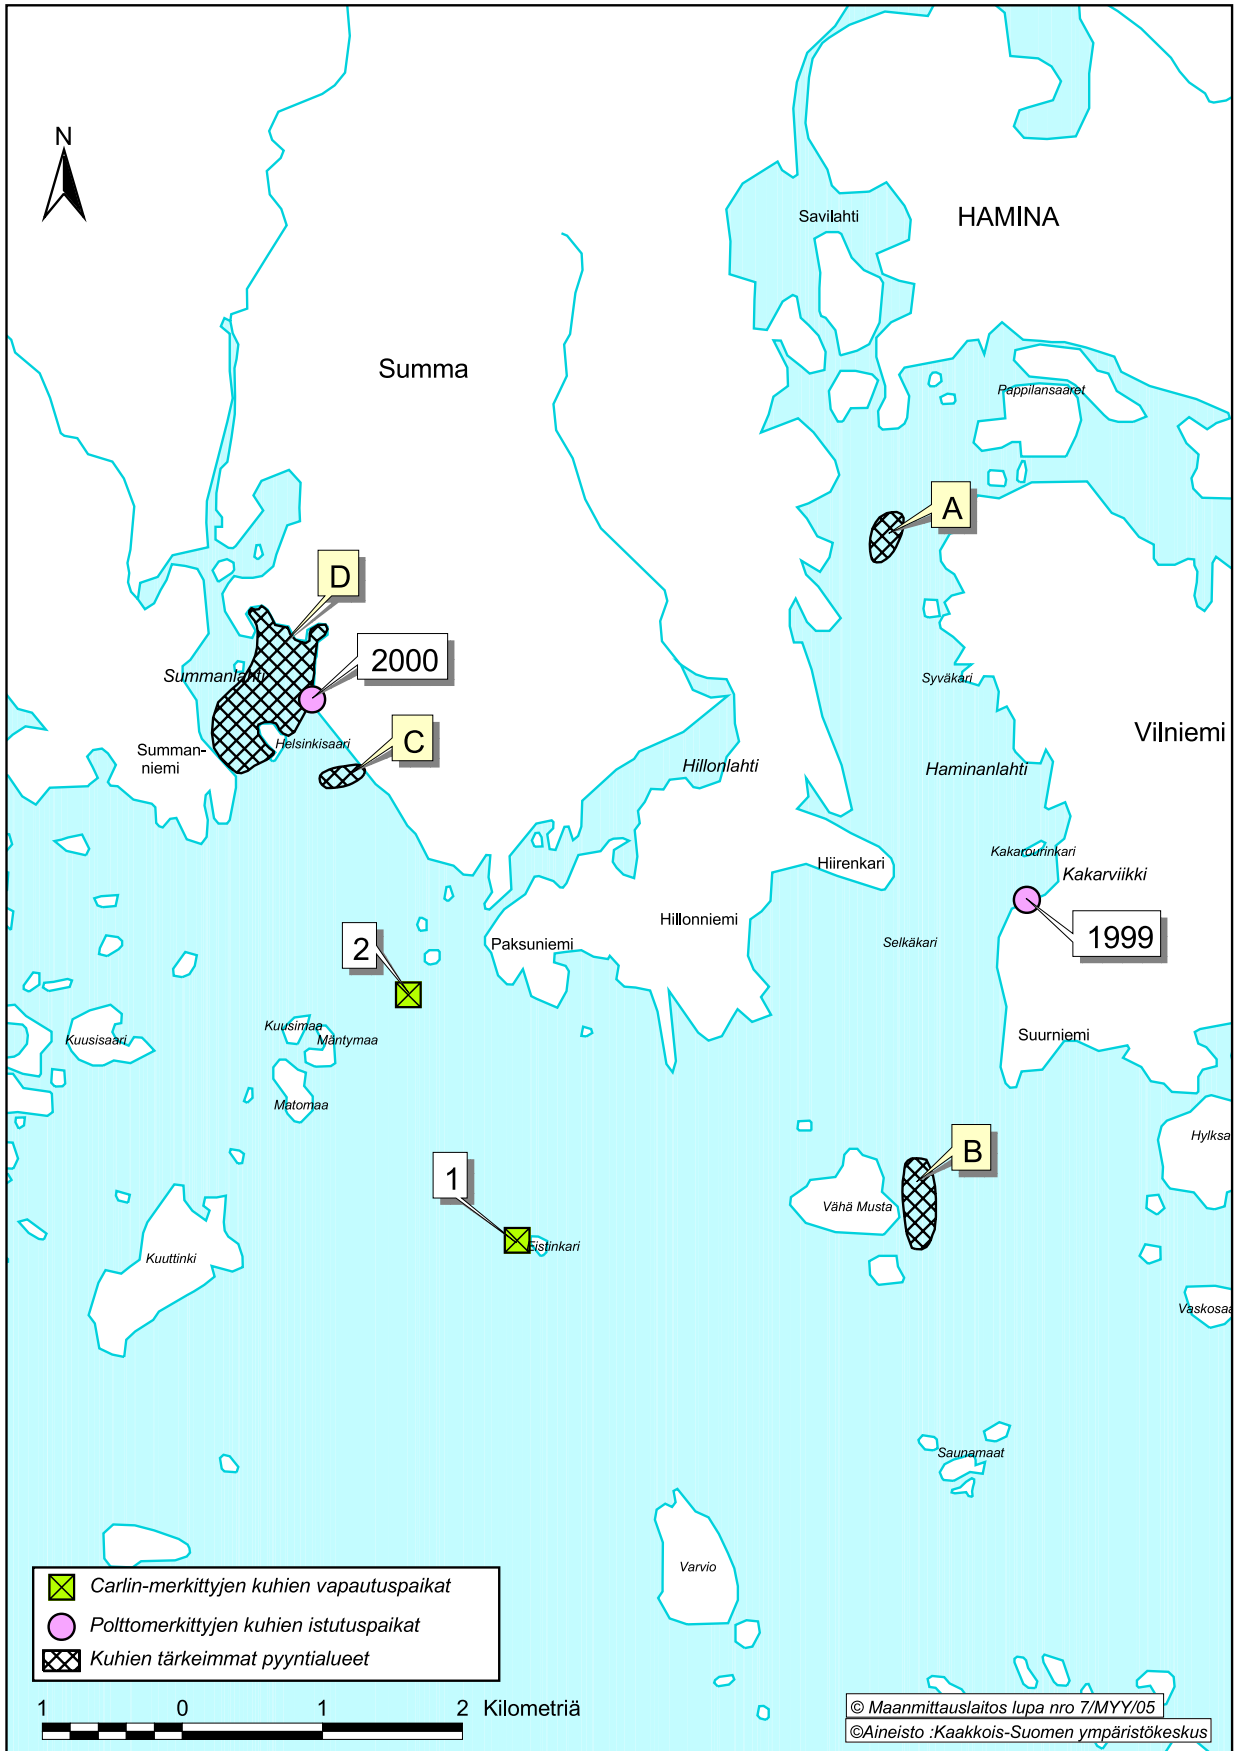 N
Savilahti
HAMINA
Summa
Pappilansaaret
A
D
2000
Summanlahti
Syväkari
Vilniemi
Summan-
niemi
Helsinkisaari
C
Hillonlahti
Haminanlahti
Hiirenkari
Kakarourinkari
Kakarviikki
Hillonniemi
1999
2
Paksuniemi
Selkäkari
Kuusimaa
Mäntymaa
Kuusisaari
Suurniemi
Matomaa
Hylksa
B
1
Vähä Musta
Eistinkari
Kuuttinki
Vaskosaa
Saunamaat
Varvio
Carlin-merkittyjen kuhien vapautuspaikat
Polttomerkittyjen kuhien istutuspaikat
Kuhien tärkeimmat pyyntialueet
1 0 1 2 Kilometriä
© Maanmittauslaitos lupa nro 7/MYY/05
©Aineisto :Kaakkois-Suomen ympäristökeskus